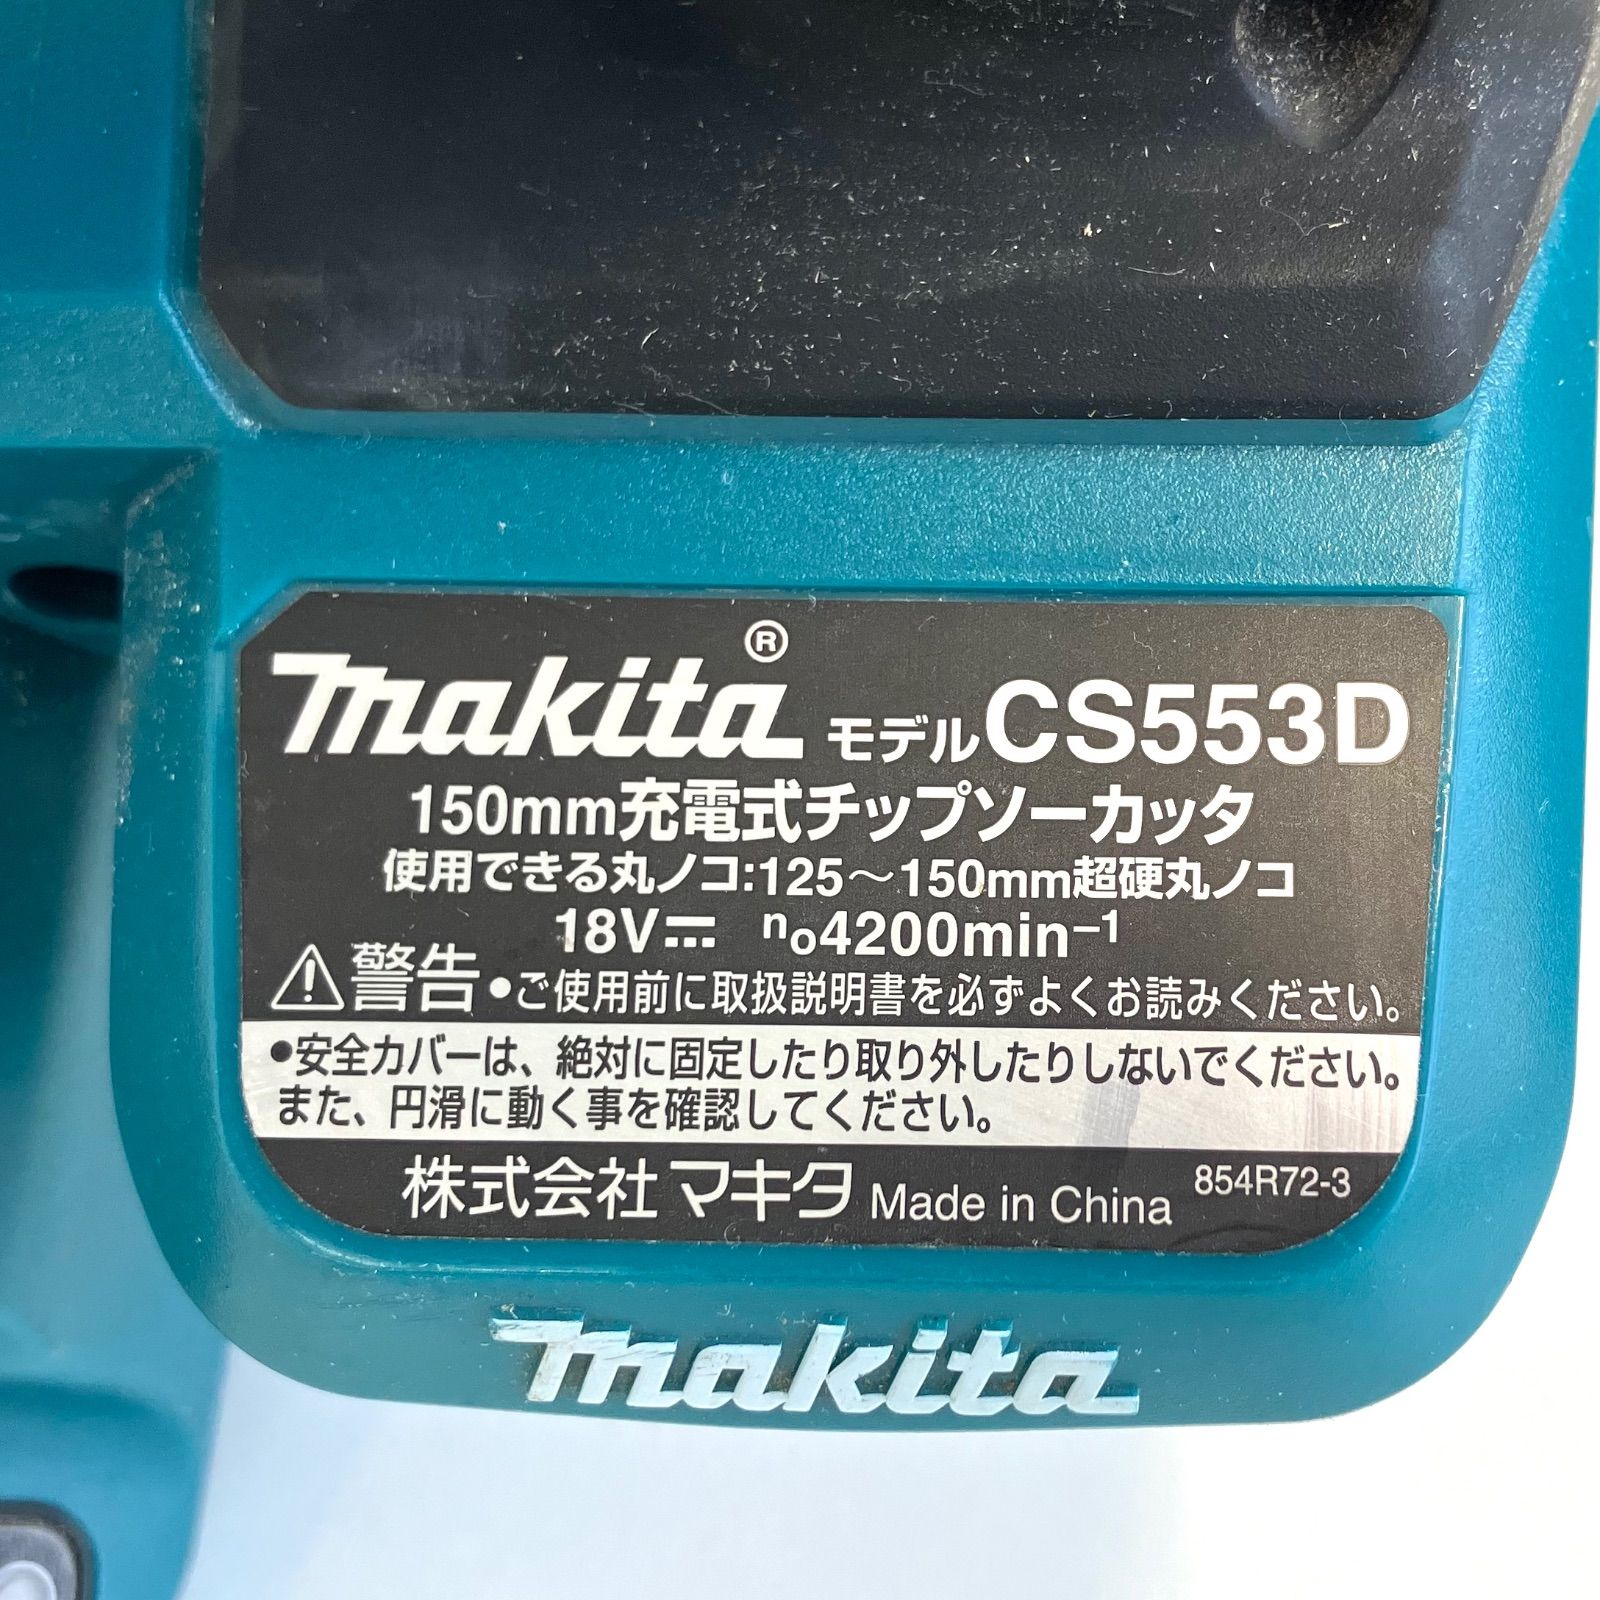 makita® モデルCS553D
150mm充電式チップソーカッタ
使用できる丸ノコ:125～150mm超硬丸ノコ
18V⎓ n₀4200min⁻¹
⚠警告 •ご使用前に取扱説明書を必ずよくお読みください。
•安全カバーは、絶対に固定したり取り外したりしないでください。
また、円滑に動く事を確認してください。
株式会社マキタ Made in China 854R72-3
makita